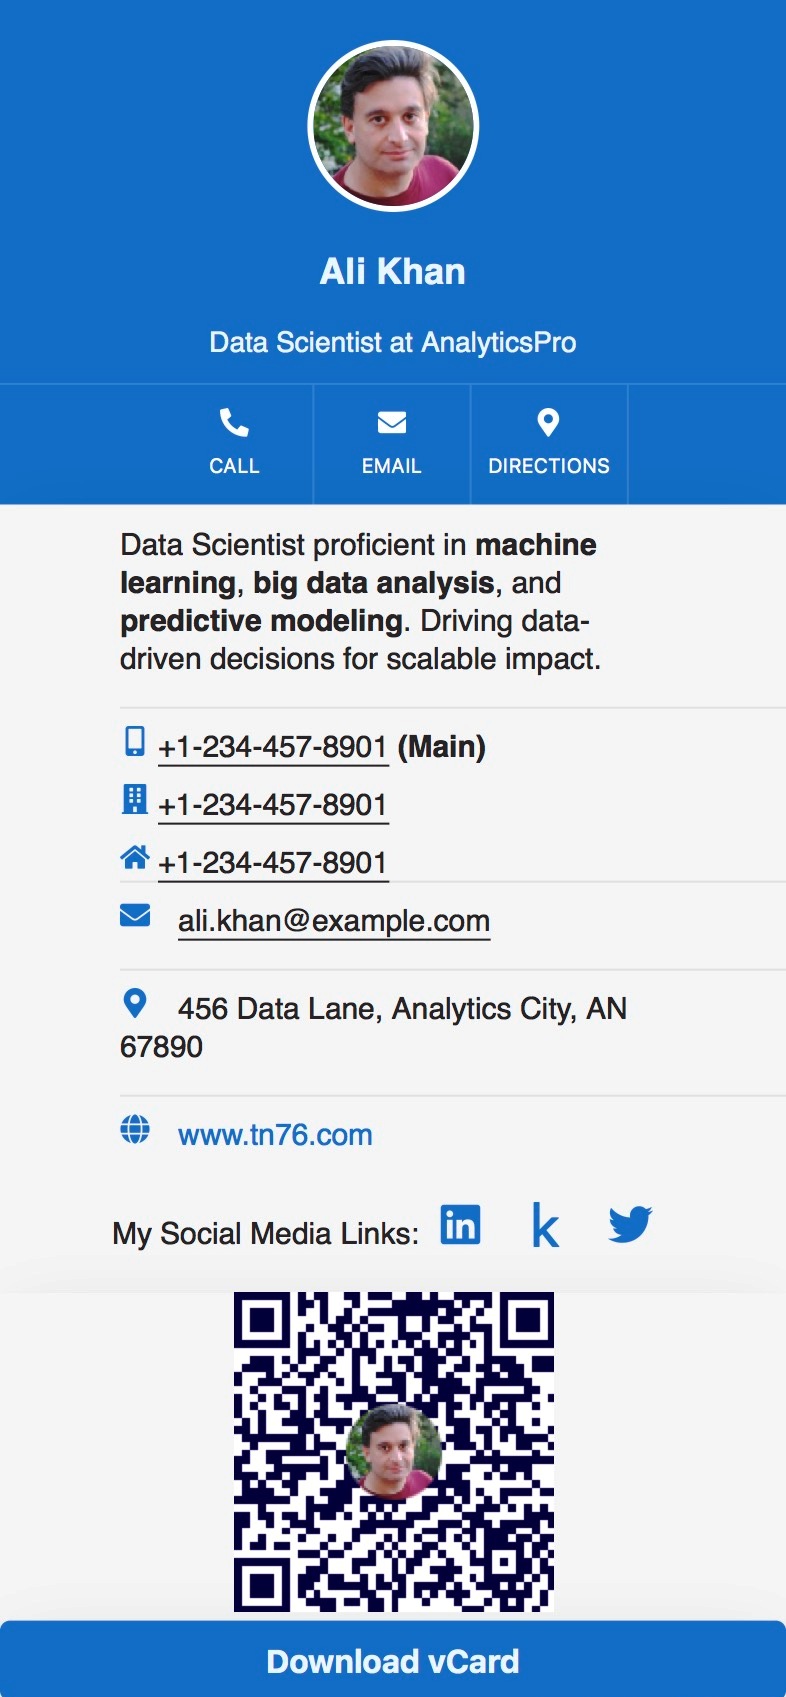 Ali Khan
Data Scientist at AnalyticsPro
CALL EMAIL DIRECTIONS
Data Scientist proficient in machine
learning, big data analysis, and
predictive modeling. Driving data-
driven decisions for scalable impact.
+1-234-457-8901 (Main)
+1-234-457-8901
+1-234-457-8901
ali.khan@example.com
456 Data Lane, Analytics City, AN
67890
www.tn76.com
My Social Media Links: in k
Download vCard